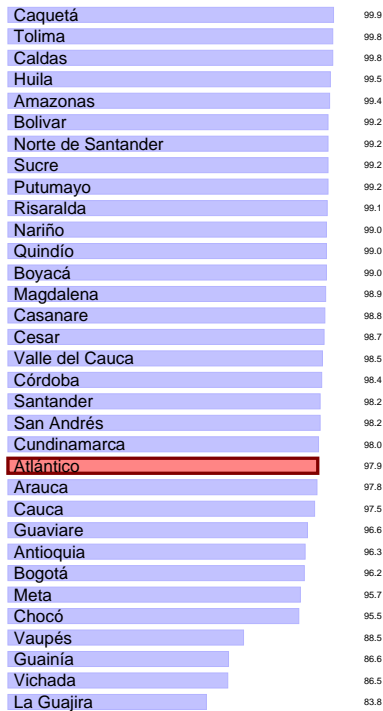 Caquetá 99.9
Tolima 99.8
Caldas 99.8
Huila 99.5
Amazonas 99.4
Bolivar 99.2
Norte de Santander 99.2
Sucre 99.2
Putumayo 99.2
Risaralda 99.1
Nariño 99.0
Quindío 99.0
Boyacá 99.0
Magdalena 98.9
Casanare 98.8
Cesar 98.7
Valle del Cauca 98.5
Córdoba 98.4
Santander 98.2
San Andrés 98.2
Cundinamarca 98.0
Atlántico 97.9
Arauca 97.8
Cauca 97.5
Guaviare 96.6
Antioquia 96.3
Bogotá 96.2
Meta 95.7
Chocó 95.5
Vaupés 88.5
Guainía 86.6
Vichada 86.5
La Guajira 83.8